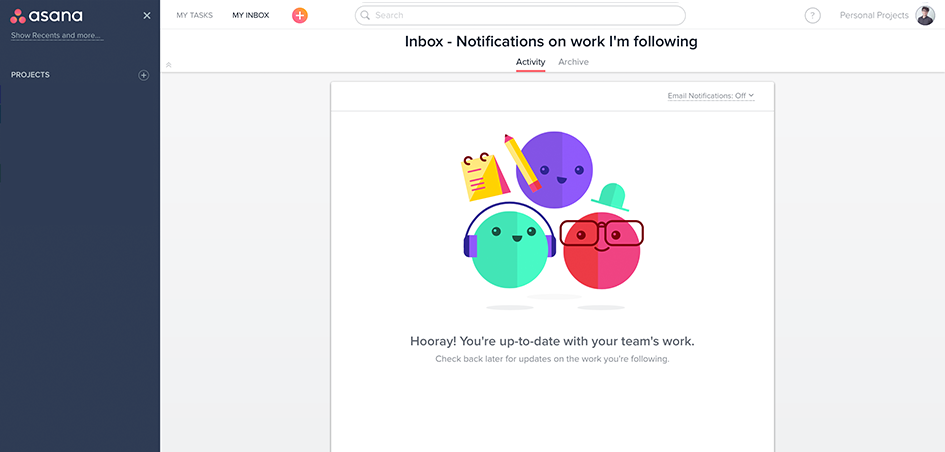 asana
Show Recents and more...
PROJECTS
MY TASKS
MY INBOX
Search
?
Personal Projects
Inbox - Notifications on work I'm following
Activity
Archive
Email Notifications: Off
Hooray! You're up-to-date with your team's work.
Check back later for updates on the work you're following.